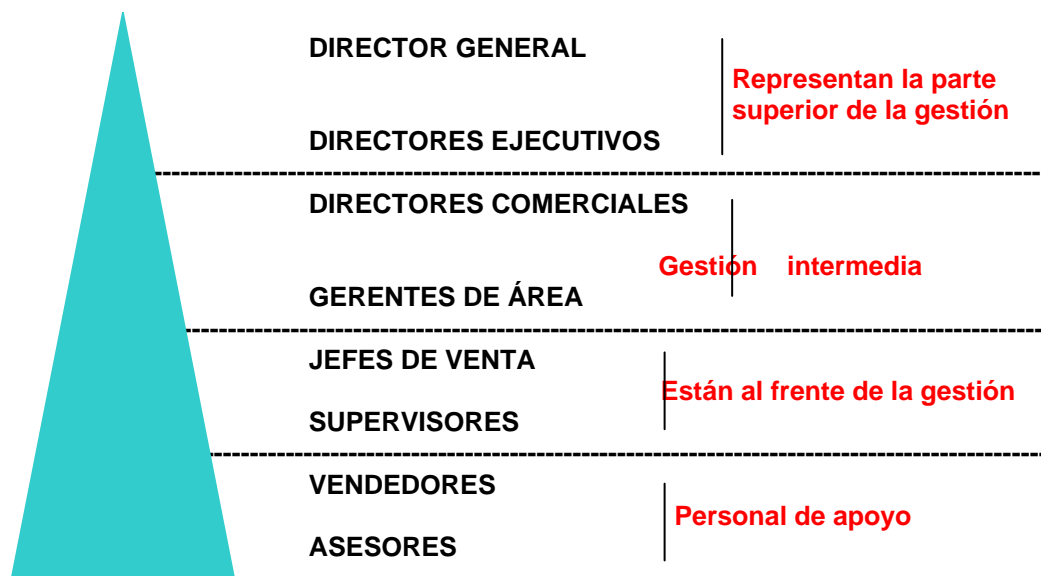 DIRECTOR GENERAL
Representan la parte
superior de la gestión
DIRECTORES EJECUTIVOS
DIRECTORES COMERCIALES
Gestión intermedia
GERENTES DE ÁREA
JEFES DE VENTA
Están al frente de la gestión
SUPERVISORES
VENDEDORES
Personal de apoyo
ASESORES